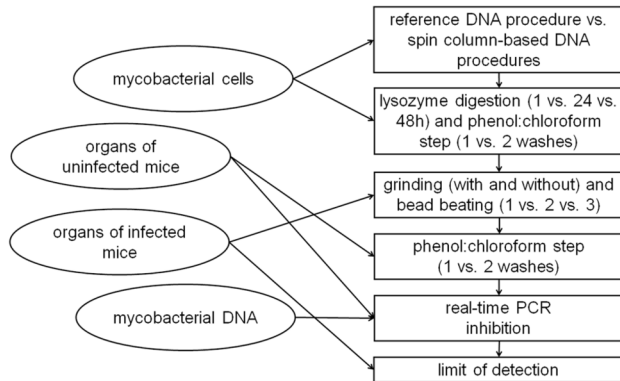 reference DNA procedure vs.
spin column-based DNA
procedures
mycobacterial cells
lysozyme digestion (1 vs. 24 vs.
48h) and phenol:chloroform
step (1 vs. 2 washes)
organs of
uninfected mice
grinding (with and without) and
bead beating (1 vs. 2 vs. 3)
organs of infected
mice
phenol:chloroform step
(1 vs. 2 washes)
mycobacterial DNA
real-time PCR
inhibition
limit of detection